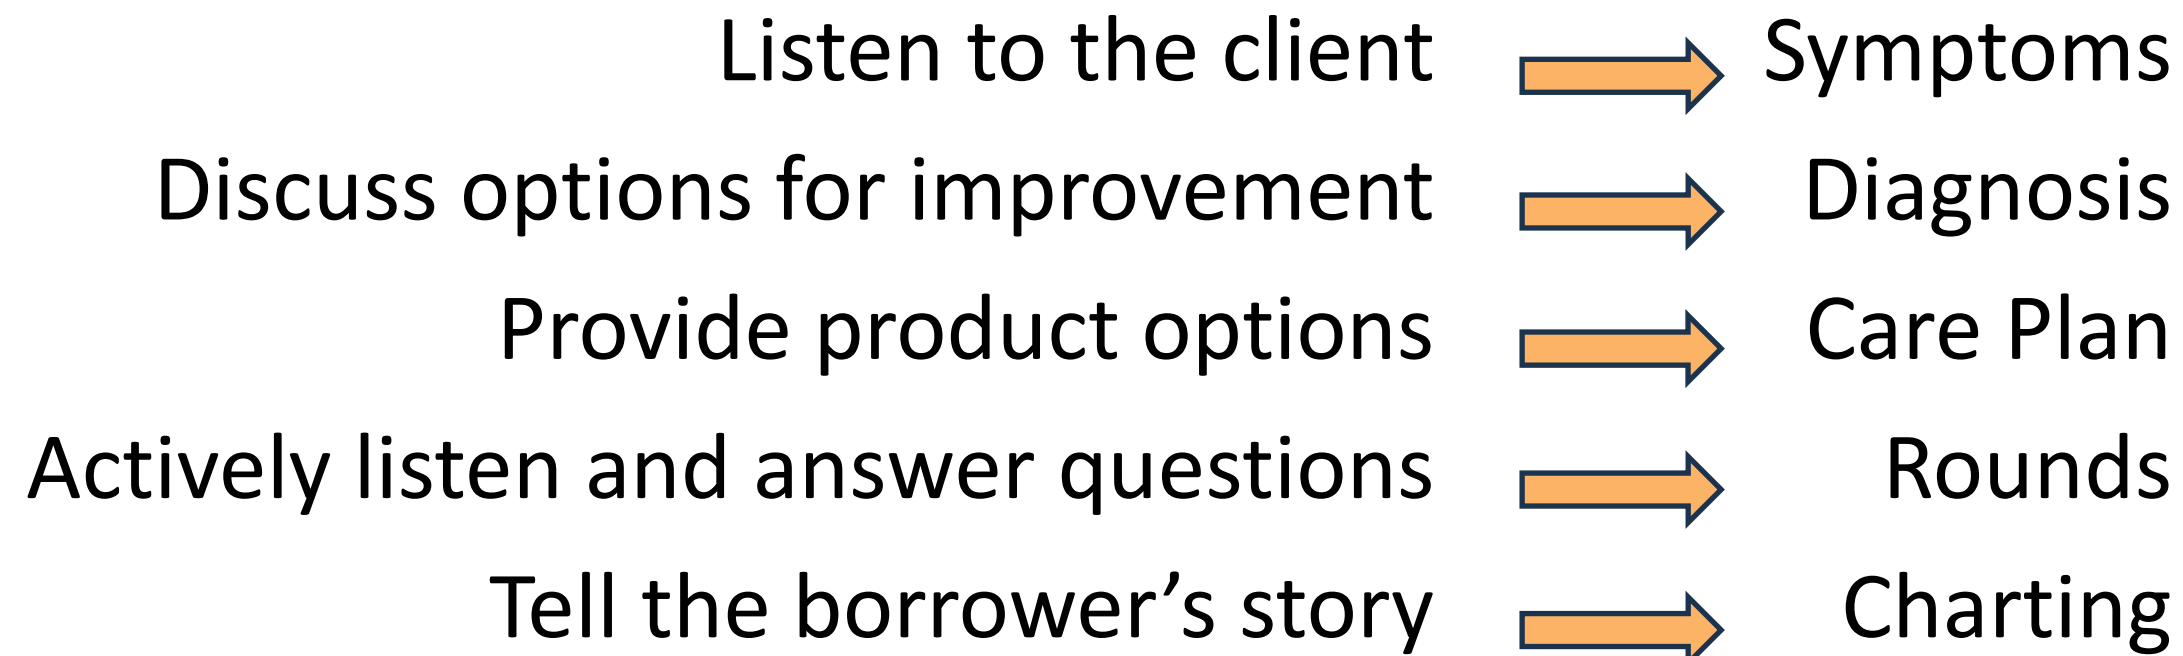 Listen to the client Symptoms
Discuss options for improvement Diagnosis
Provide product options Care Plan
Actively listen and answer questions Rounds
Tell the borrower’s story Charting